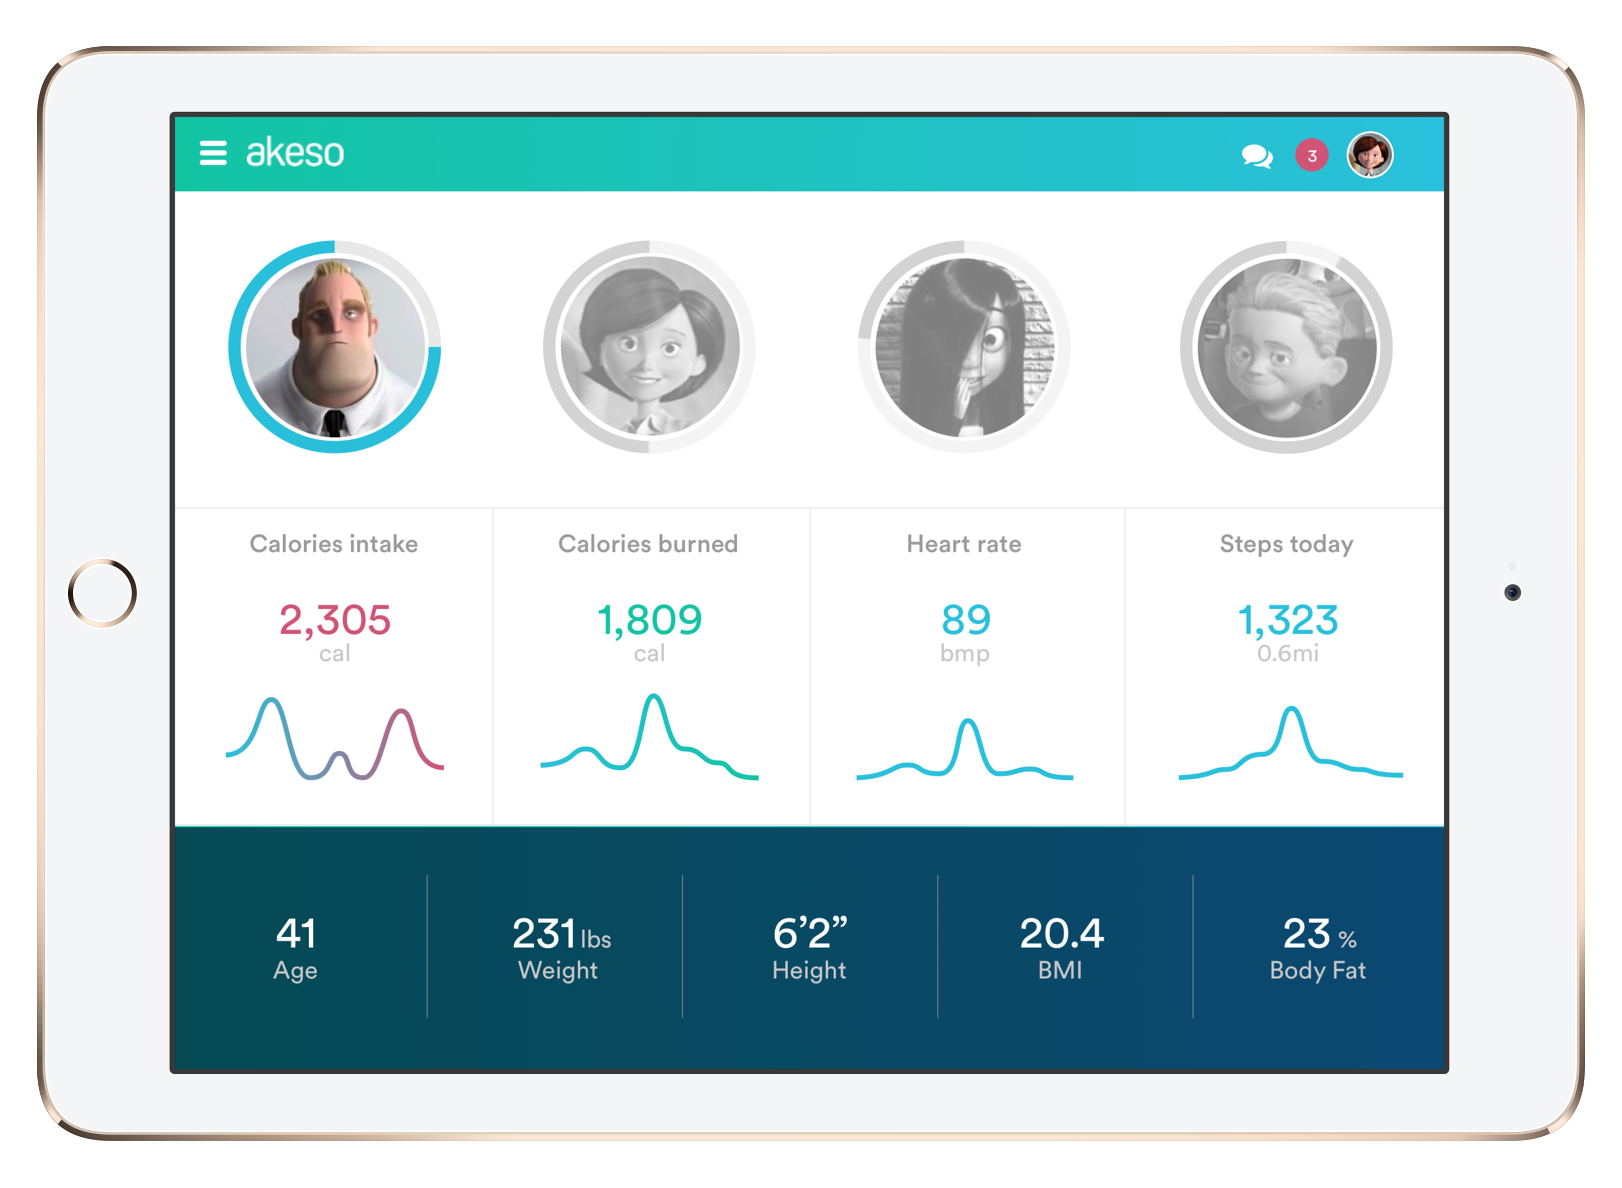 akeso
3
Calories intake
Calories burned
Heart rate
Steps today
2,305
1,809
89
1,323
cal
cal
bmp
0.6mi
41
231 lbs
6’2”
20.4
23 %
Age
Weight
Height
BMI
Body Fat